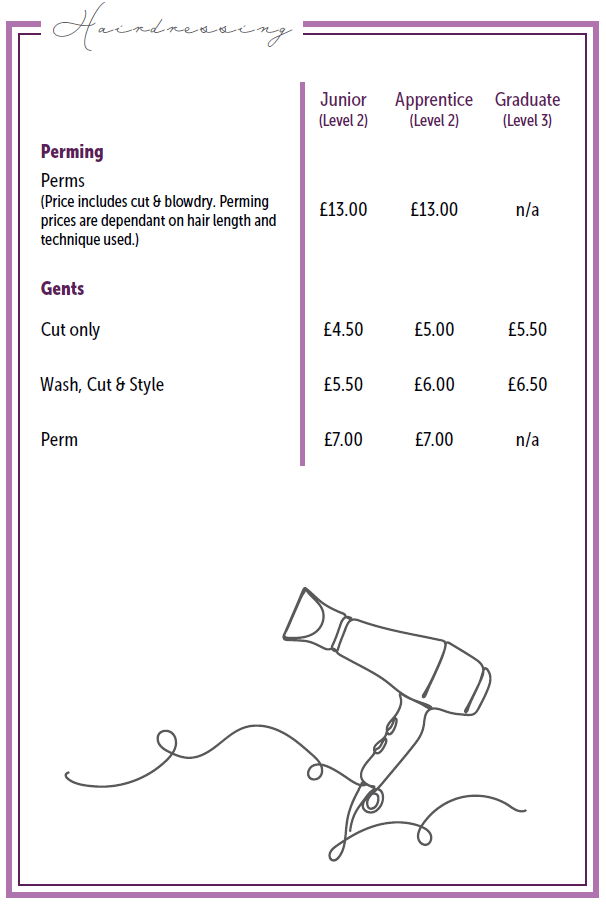 Hairdressing
Junior Apprentice Graduate
(Level 2) (Level 2) (Level 3)
Perming
Perms
(Price includes cut & blowdry. Perming
prices are dependant on hair length and
technique used.)
£13.00 £13.00 n/a
Gents
Cut only £4.50 £5.00 £5.50
Wash, Cut & Style £5.50 £6.00 £6.50
Perm £7.00 £7.00 n/a